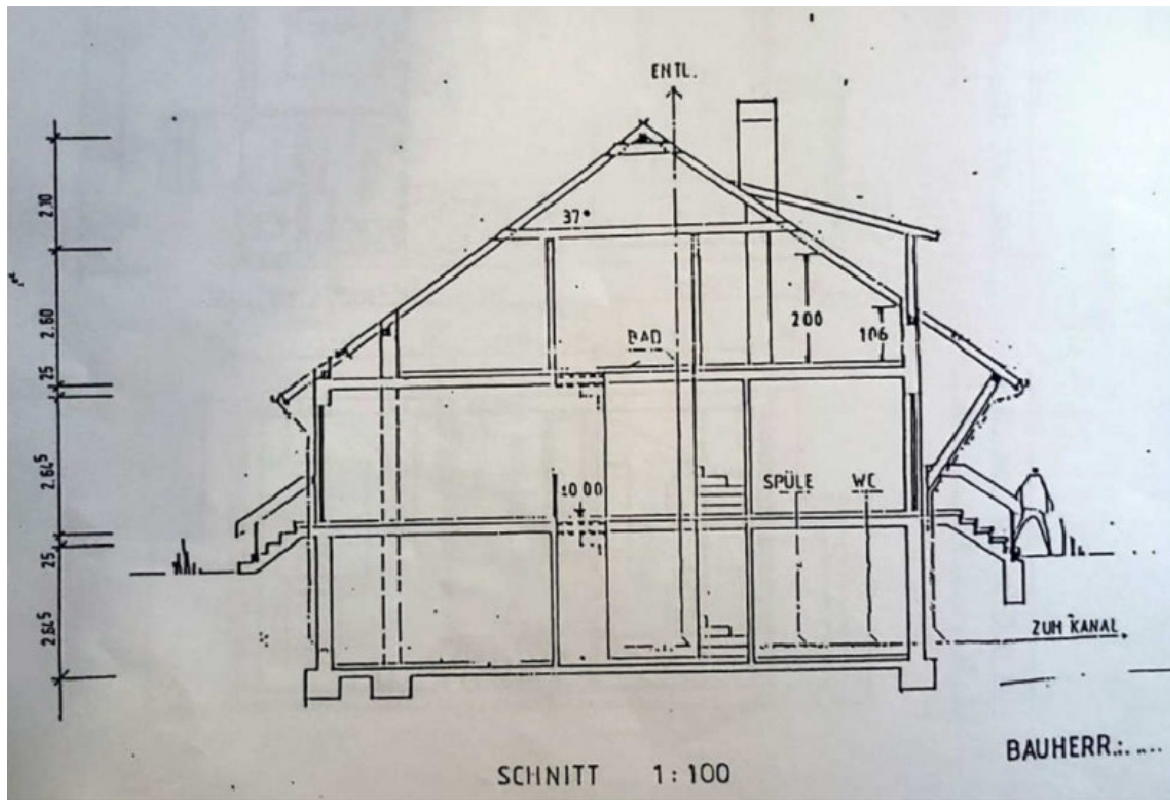 ENTL.
2.10
37°
2.60
200
106
BAD
25
2.64⁵
±0.00
SPÜLE
WC
25
2.64⁵
ZUM KANAL
BAUHERR.:
SCHNITT 1:100